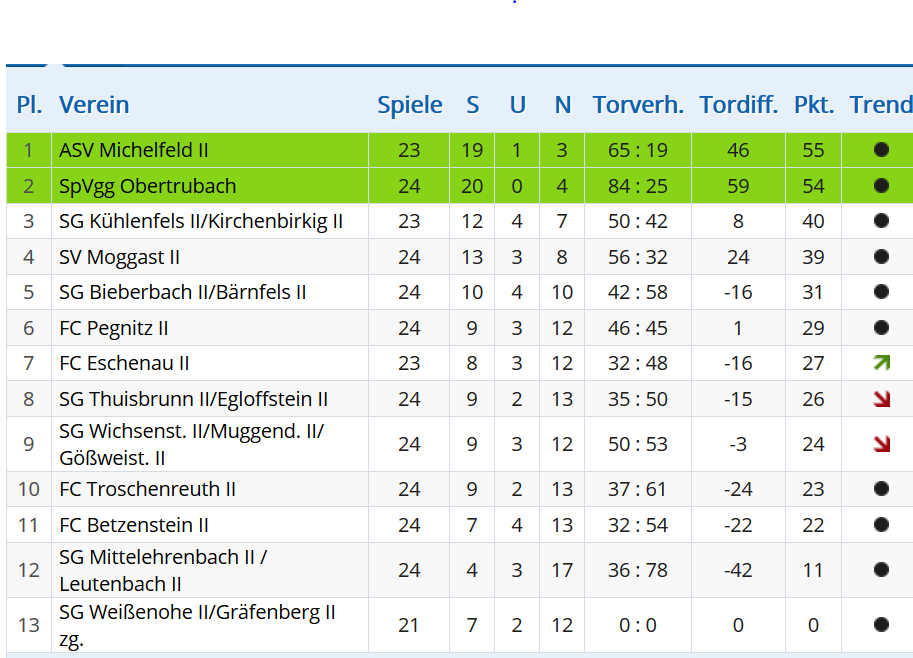 Pl. Verein Spiele S U N Torverh. Tordiff. Pkt. Trend
1 ASV Michelfeld II 23 19 1 3 65 : 19 46 55
2 SpVgg Obertrubach 24 20 0 4 84 : 25 59 54
3 SG Kühlenfels II/Kirchenbirkig II 23 12 4 7 50 : 42 8 40
4 SV Moggast II 24 13 3 8 56 : 32 24 39
5 SG Bieberbach II/Bärnfels II 24 10 4 10 42 : 58 -16 31
6 FC Pegnitz II 24 9 3 12 46 : 45 1 29
7 FC Eschenau II 23 8 3 12 32 : 48 -16 27
8 SG Thuisbrunn II/Egloffstein II 24 9 2 13 35 : 50 -15 26
SG Wichsenst. II/Muggend. II/
9 Gößweist. II 24 9 3 12 50 : 53 -3 24
10 FC Troschenreuth II 24 9 2 13 37 : 61 -24 23
11 FC Betzenstein II 24 7 4 13 32 : 54 -22 22
SG Mittelehrenbach II /
12 Leutenbach II 24 4 3 17 36 : 78 -42 11
SG Weißenohe II/Gräfenberg II
13 zg. 21 7 2 12 0 : 0 0 0